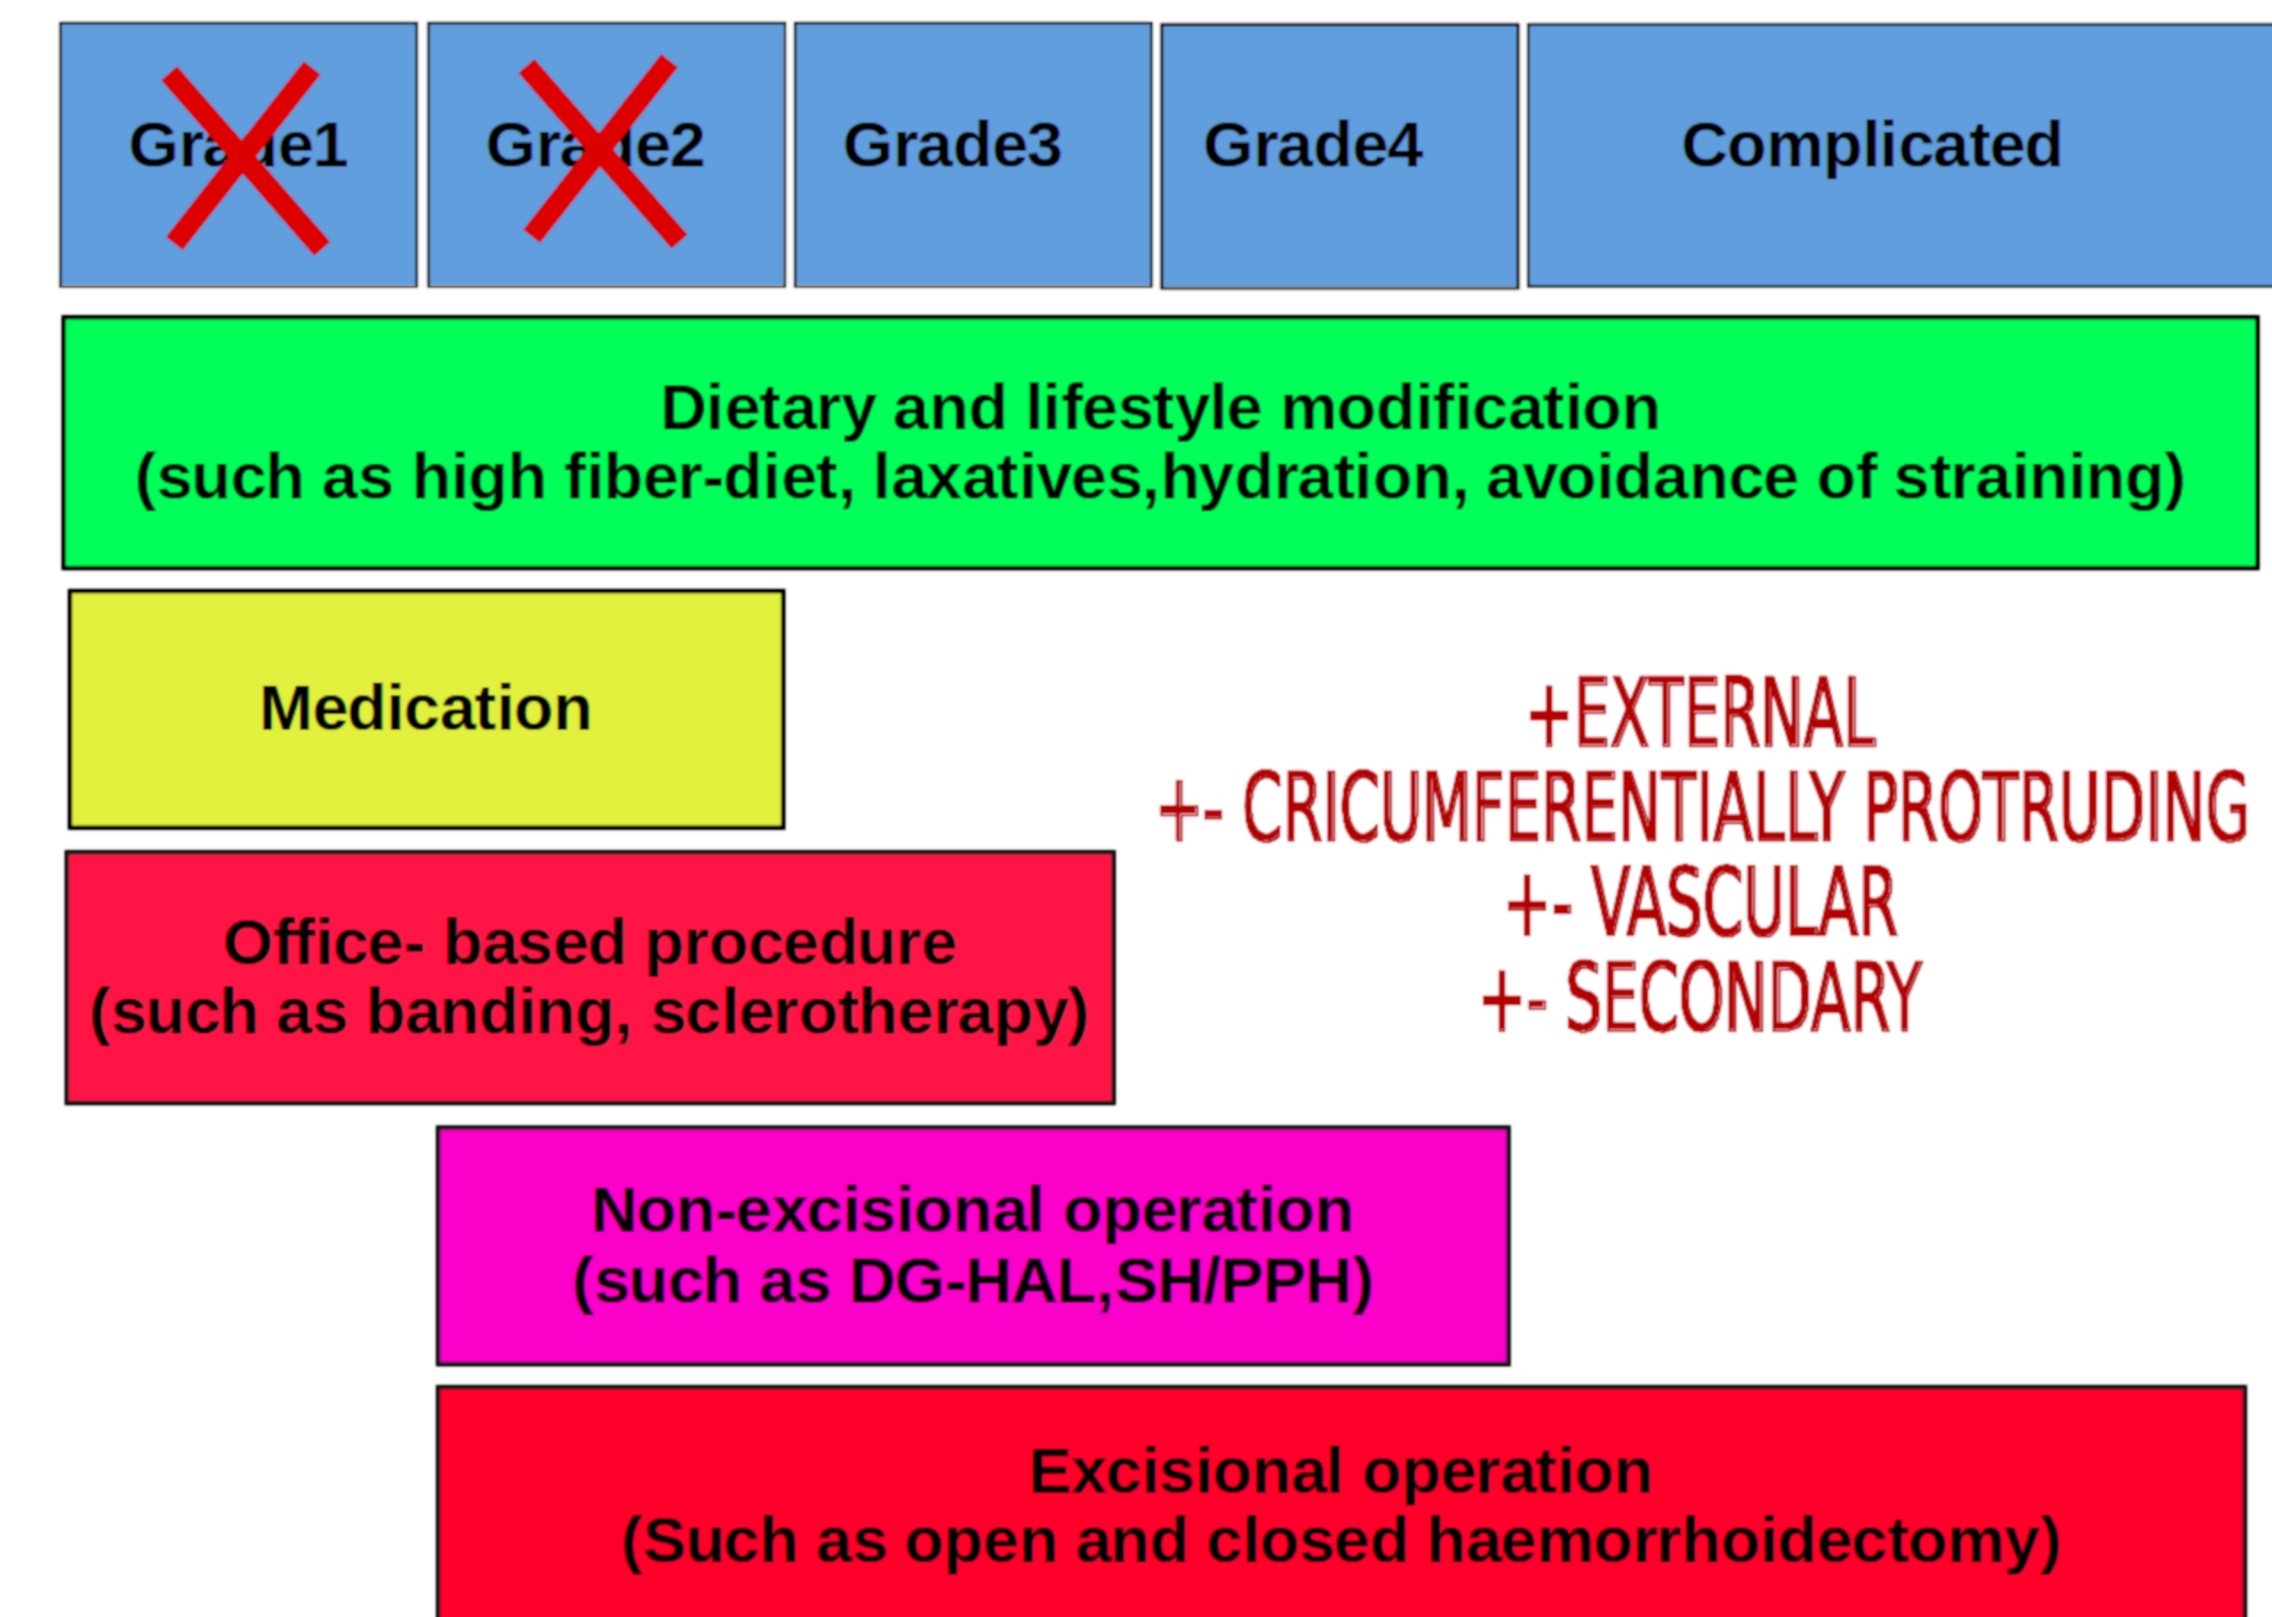 Grade1
Grade2
Grade3
Grade4
Complicated
Dietary and lifestyle modification
(such as high fiber-diet, laxatives,hydration, avoidance of straining)
Medication
+EXTERNAL
+- CRICUMFERENTIALLY PROTRUDING
+- VASCULAR
+- SECONDARY
Office- based procedure
(such as banding, sclerotherapy)
Non-excisional operation
(such as DG-HAL,SH/PPH)
Excisional operation
(Such as open and closed haemorrhoidectomy)